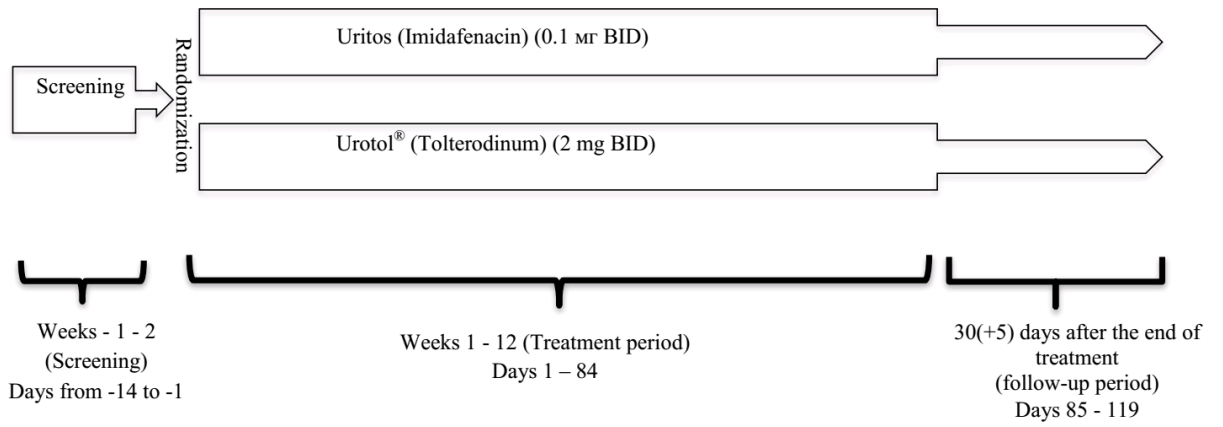 Uritos (Imidafenacin) (0.1 мг BID)
Screening
Randomization
Urotol® (Tolterodinum) (2 mg BID)
Weeks - 1 - 2
(Screening)
Days from -14 to -1
Weeks 1 - 12 (Treatment period)
Days 1 – 84
30(+5) days after the end of
treatment
(follow-up period)
Days 85 - 119